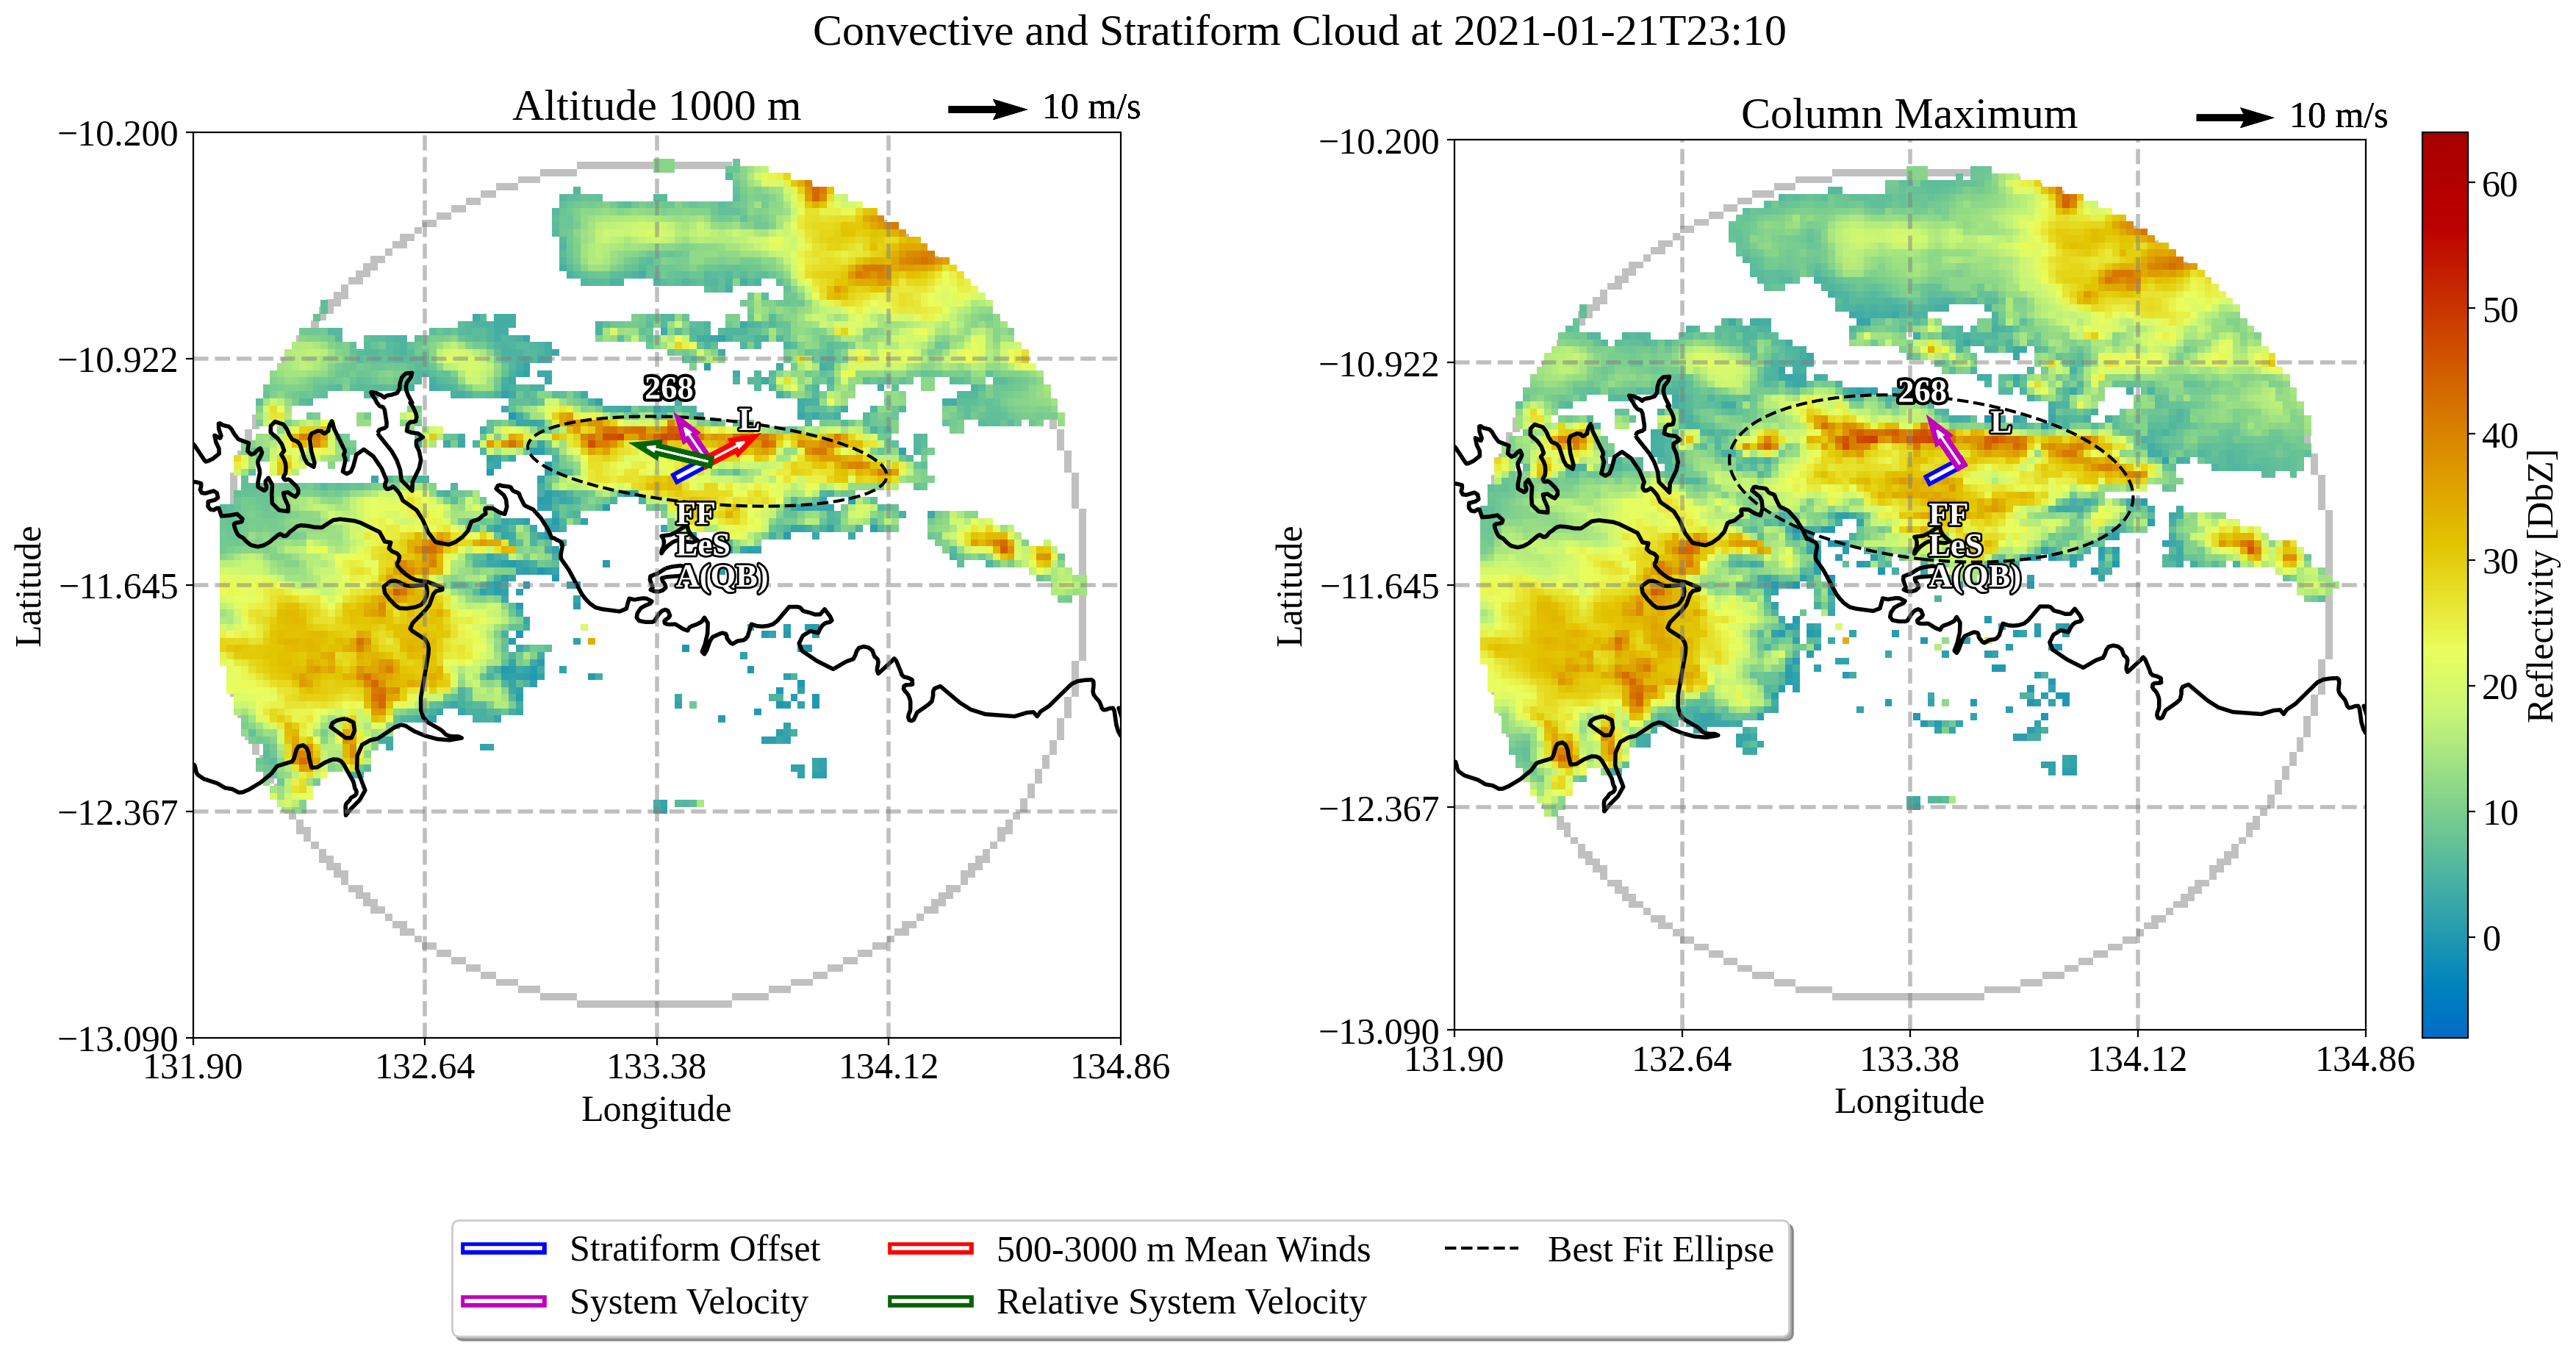 Convective and Stratiform Cloud at 2021-01-21T23:10
Altitude 1000 m
10 m/s
−10.200
−10.922
−11.645
−12.367
−13.090
131.90
132.64
133.38
134.12
134.86
Latitude
Longitude
268
L
FF
LeS
A(QB)
Column Maximum
10 m/s
−10.200
−10.922
−11.645
−12.367
−13.090
131.90
132.64
133.38
134.12
134.86
Latitude
Longitude
268
L
FF
LeS
A(QB)
60
50
40
30
20
10
0
Reflectivity [DbZ]
Stratiform Offset
System Velocity
500-3000 m Mean Winds
Relative System Velocity
Best Fit Ellipse